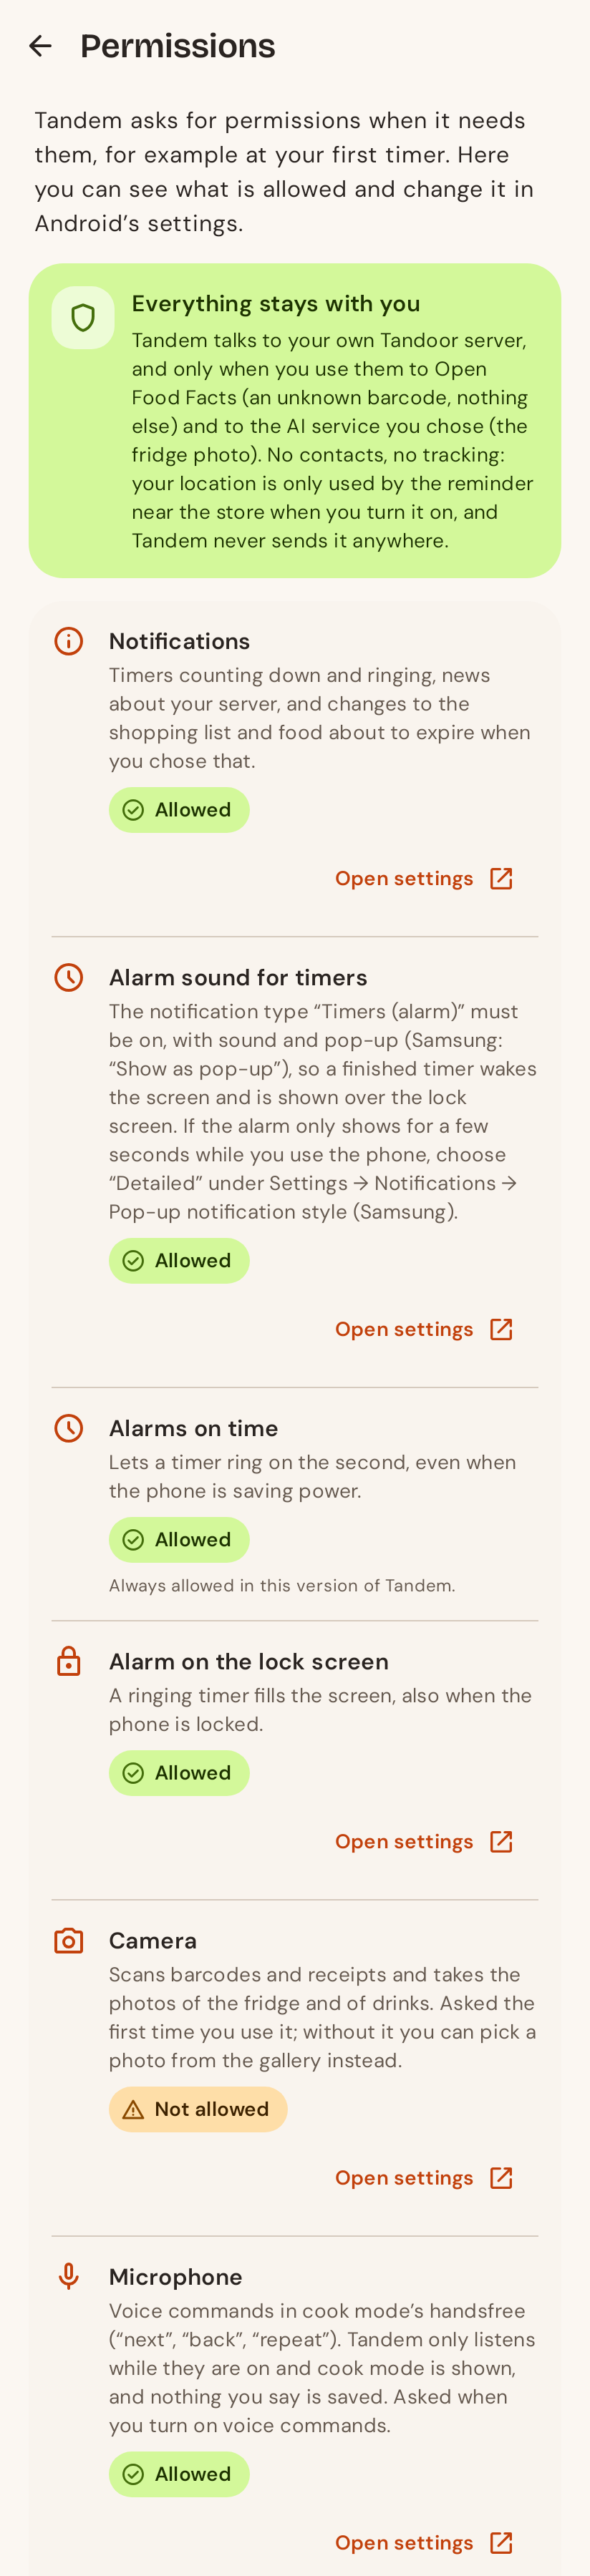 Permissions
Tandem asks for permissions when it needs
them, for example at your first timer. Here
you can see what is allowed and change it in
Android’s settings.
Everything stays with you
Tandem talks to your own Tandoor server,
and only when you use them to Open
Food Facts (an unknown barcode, nothing
else) and to the AI service you chose (the
fridge photo). No contacts, no tracking:
your location is only used by the reminder
near the store when you turn it on, and
Tandem never sends it anywhere.
Notifications
Timers counting down and ringing, news
about your server, and changes to the
shopping list and food about to expire when
you chose that.
Allowed
Open settings
Alarm sound for timers
The notification type “Timers (alarm)” must
be on, with sound and pop-up (Samsung:
“Show as pop-up”), so a finished timer wakes
the screen and is shown over the lock
screen. If the alarm only shows for a few
seconds while you use the phone, choose
“Detailed” under Settings → Notifications →
Pop-up notification style (Samsung).
Allowed
Open settings
Alarms on time
Lets a timer ring on the second, even when
the phone is saving power.
Allowed
Always allowed in this version of Tandem.
Alarm on the lock screen
A ringing timer fills the screen, also when the
phone is locked.
Allowed
Open settings
Camera
Scans barcodes and receipts and takes the
photos of the fridge and of drinks. Asked the
first time you use it; without it you can pick a
photo from the gallery instead.
Not allowed
Open settings
Microphone
Voice commands in cook mode’s handsfree
(“next”, “back”, “repeat”). Tandem only listens
while they are on and cook mode is shown,
and nothing you say is saved. Asked when
you turn on voice commands.
Allowed
Open settings